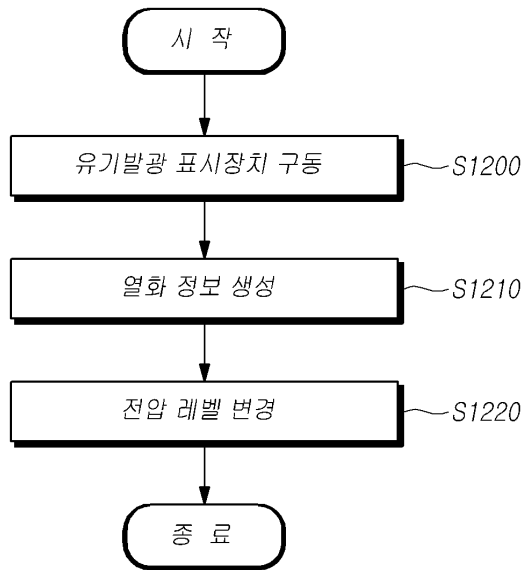 시 작
유기발광 표시장치 구동
S1200
열화 정보 생성
S1210
전압 레벨 변경
S1220
종 료